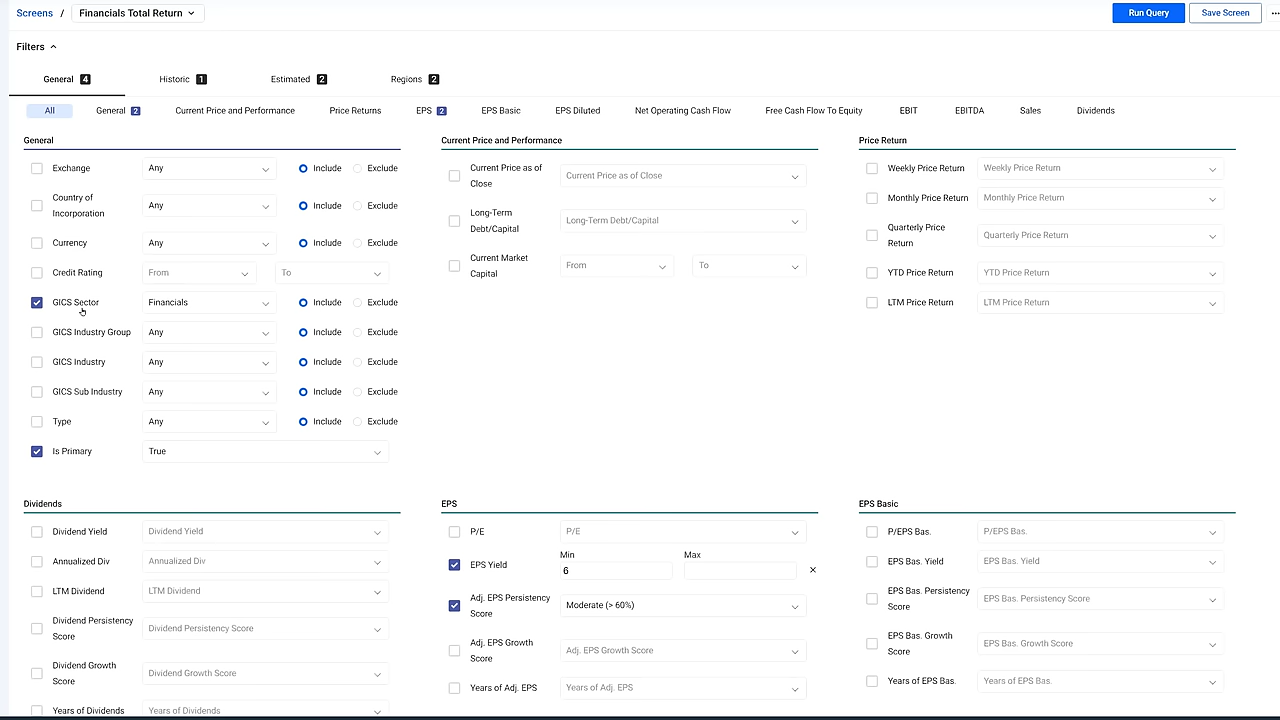 Screens / Financials Total Return
Run Query
Save Screen
Filters
General 4
Historic 1
Estimated 2
Regions 2
All
General 2
Current Price and Performance
Price Returns
EPS 2
EPS Basic
EPS Diluted
Net Operating Cash Flow
Free Cash Flow To Equity
EBIT
EBITDA
Sales
Dividends
General
Exchange Any Include Exclude
Country of
Incorporation
Any Include Exclude
Currency Any Include Exclude
Credit Rating From To
GICS Sector Financials Include Exclude
GICS Industry Group Any Include Exclude
GICS Industry Any Include Exclude
GICS Sub Industry Any Include Exclude
Type Any Include Exclude
Is Primary True
Current Price and Performance
Current Price as of
Close
Current Price as of Close
Long-Term
Debt/Capital
Long-Term Debt/Capital
Current Market
Capital
From To
Price Return
Weekly Price Return Weekly Price Return
Monthly Price Return Monthly Price Return
Quarterly Price
Return
Quarterly Price Return
YTD Price Return YTD Price Return
LTM Price Return LTM Price Return
Dividends
Dividend Yield Dividend Yield
Annualized Div Annualized Div
LTM Dividend LTM Dividend
Dividend Persistency
Score
Dividend Persistency Score
Dividend Growth
Score
Dividend Growth Score
Years of Dividends Years of Dividends
EPS
P/E P/E
Min Max
EPS Yield 6
Adj. EPS Persistency
Score
Moderate (> 60%)
Adj. EPS Growth
Score
Adj. EPS Growth Score
Years of Adj. EPS Years of Adj. EPS
EPS Basic
P/EPS Bas. P/EPS Bas.
EPS Bas. Yield EPS Bas. Yield
EPS Bas. Persistency
Score
EPS Bas. Persistency Score
EPS Bas. Growth
Score
EPS Bas. Growth Score
Years of EPS Bas. Years of EPS Bas.